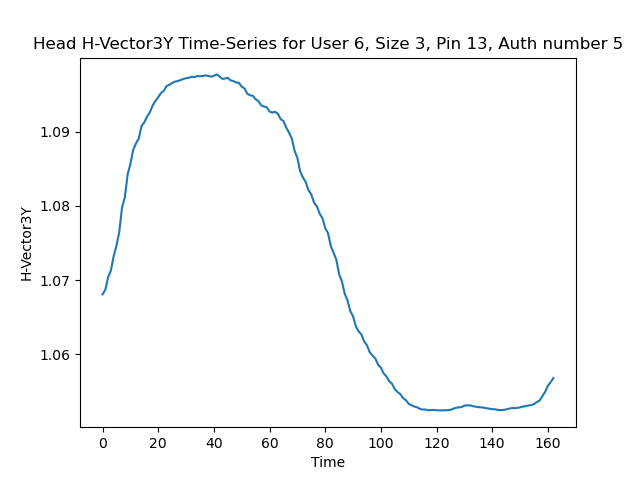 Head H-Vector3Y Time-Series for User 6, Size 3, Pin 13, Auth number 5
H-Vector3Y
1.09
1.08
1.07
1.06
0 20 40 60 80 100 120 140 160
Time